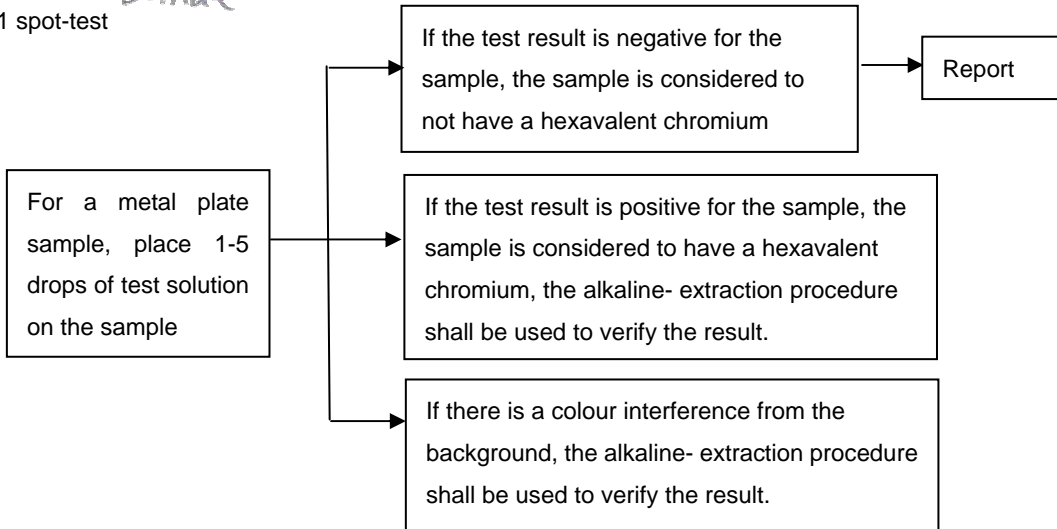 1 spot-test
If the test result is negative for the
sample, the sample is considered to
not have a hexavalent chromium
Report
For a metal plate
sample, place 1-5
drops of test solution
on the sample
If the test result is positive for the sample, the
sample is considered to have a hexavalent
chromium, the alkaline- extraction procedure
shall be used to verify the result.
If there is a colour interference from the
background, the alkaline- extraction procedure
shall be used to verify the result.